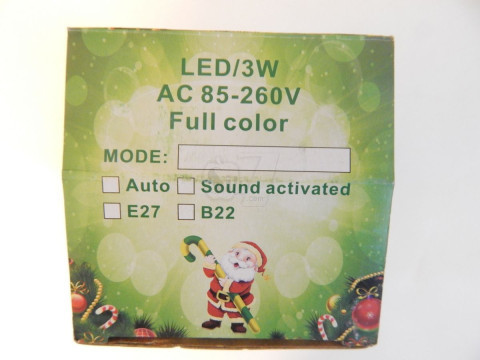 LED/3W
AC 85-260V
Full color
MODE:
Auto Sound activated
E27 B22